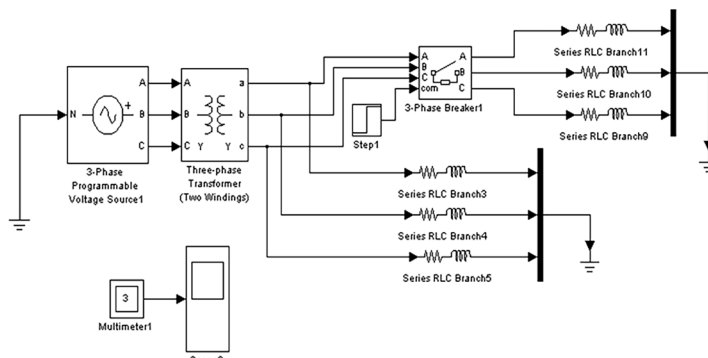 A
B
C
com
A
B
C
3-Phase Breaker1
Series RLC Branch11
Series RLC Branch10
Series RLC Branch9
Step1
N
+
A
B
C
3-Phase
Programmable
Voltage Source1
A
B
C
Y
Y
a
b
c
Three-phase
Transformer
(Two Windings)
Series RLC Branch3
Series RLC Branch4
Series RLC Branch5
3
Multimeter1